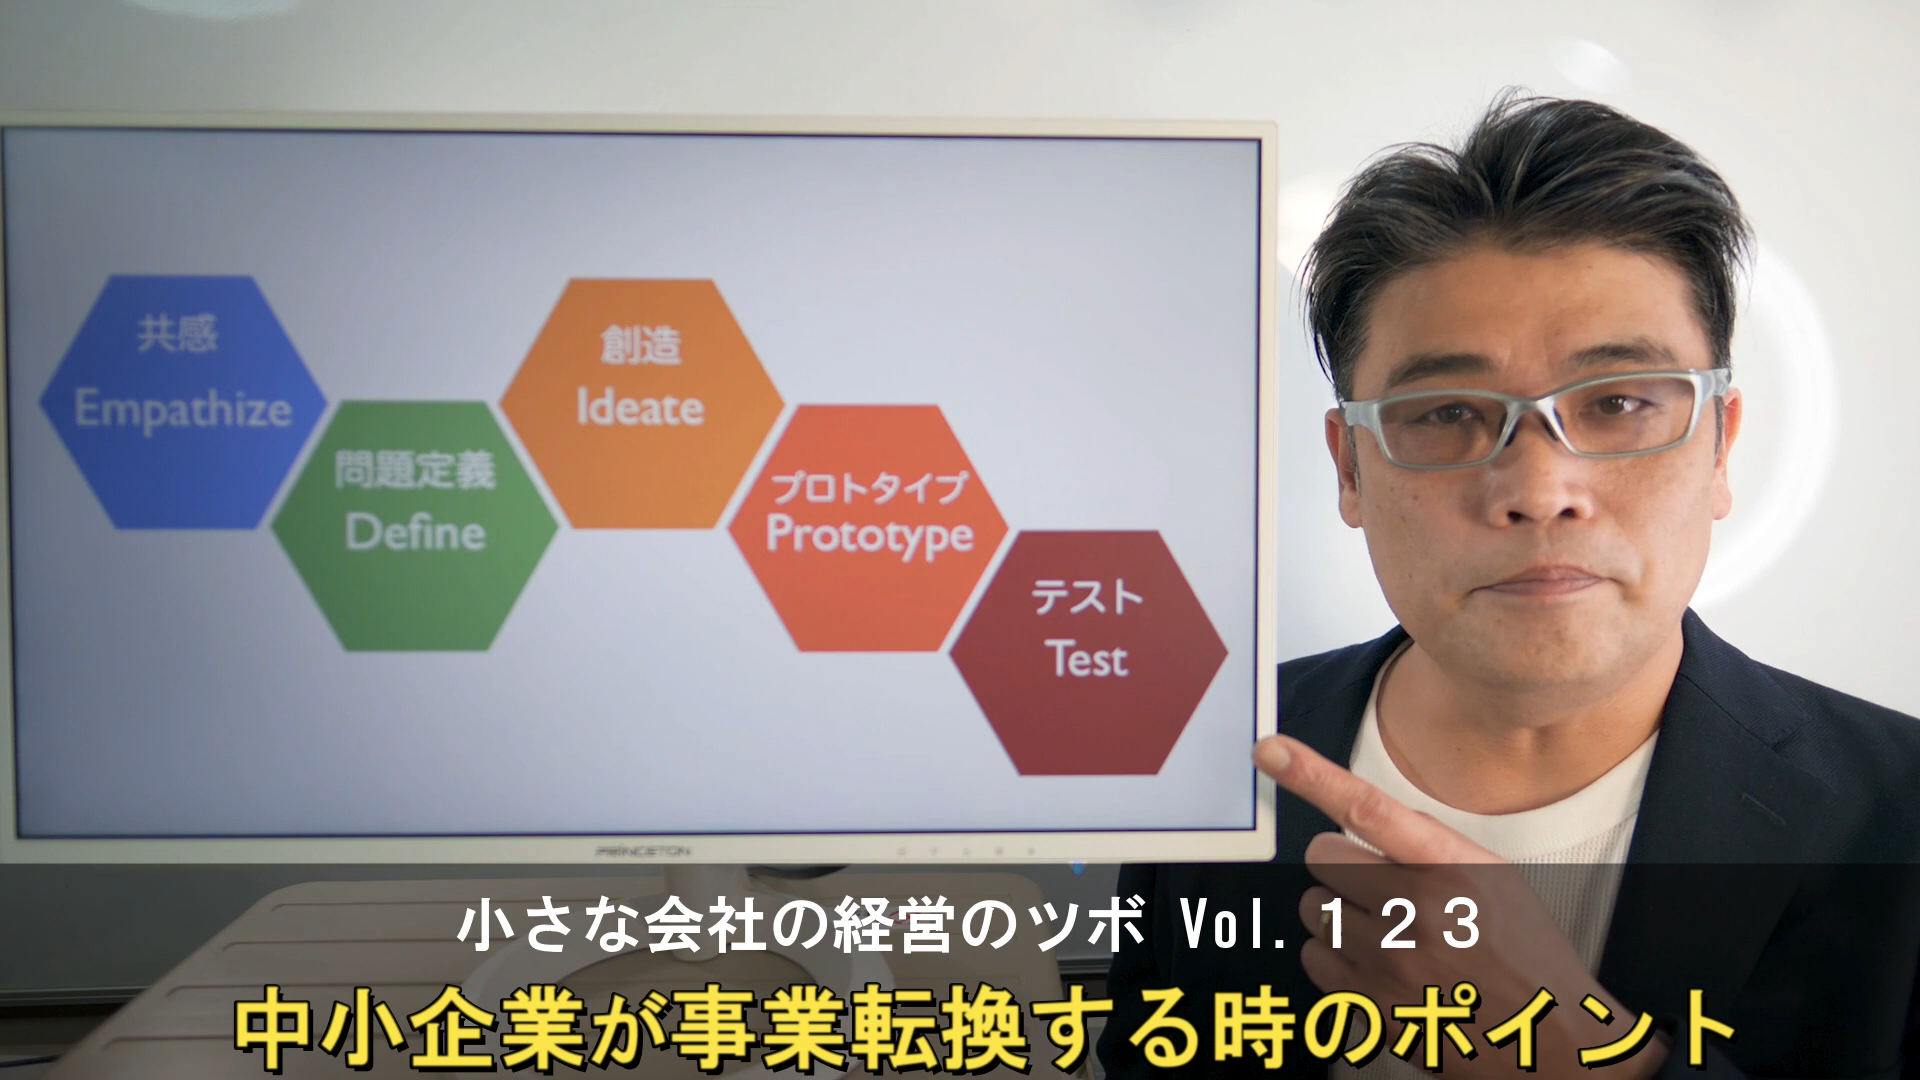 共感
Empathize
問題定義
Define
創造
Ideate
プロトタイプ
Prototype
テスト
Test
PRINCETON
小さな会社の経営のツボ Vol.１２３
中小企業が事業転換する時のポイント